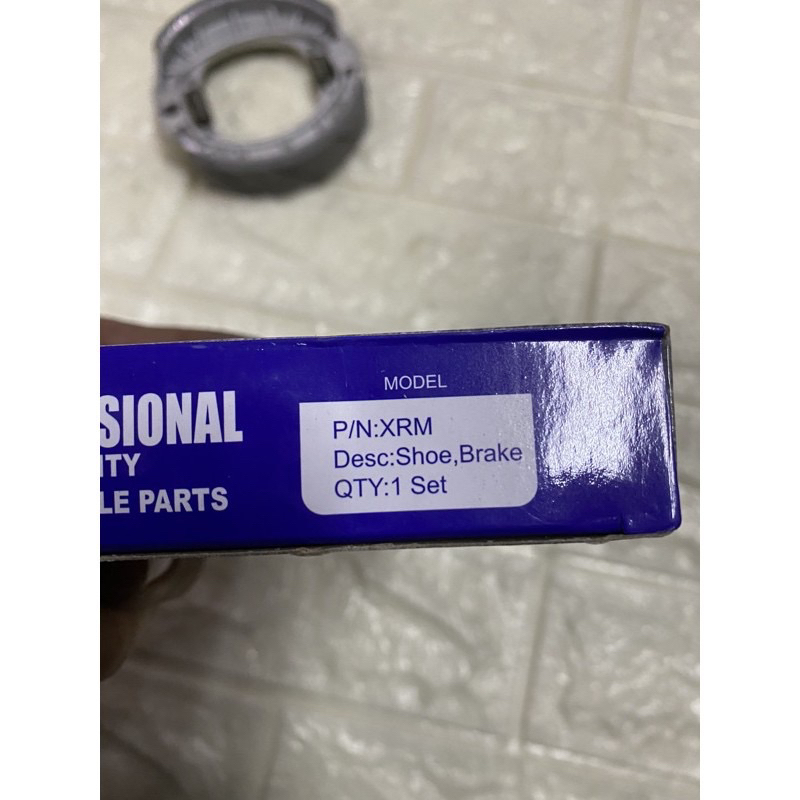 SIONAL
ITY
LE PARTS
MODEL
P/N:XRM
Desc:Shoe,Brake
QTY:1 Set